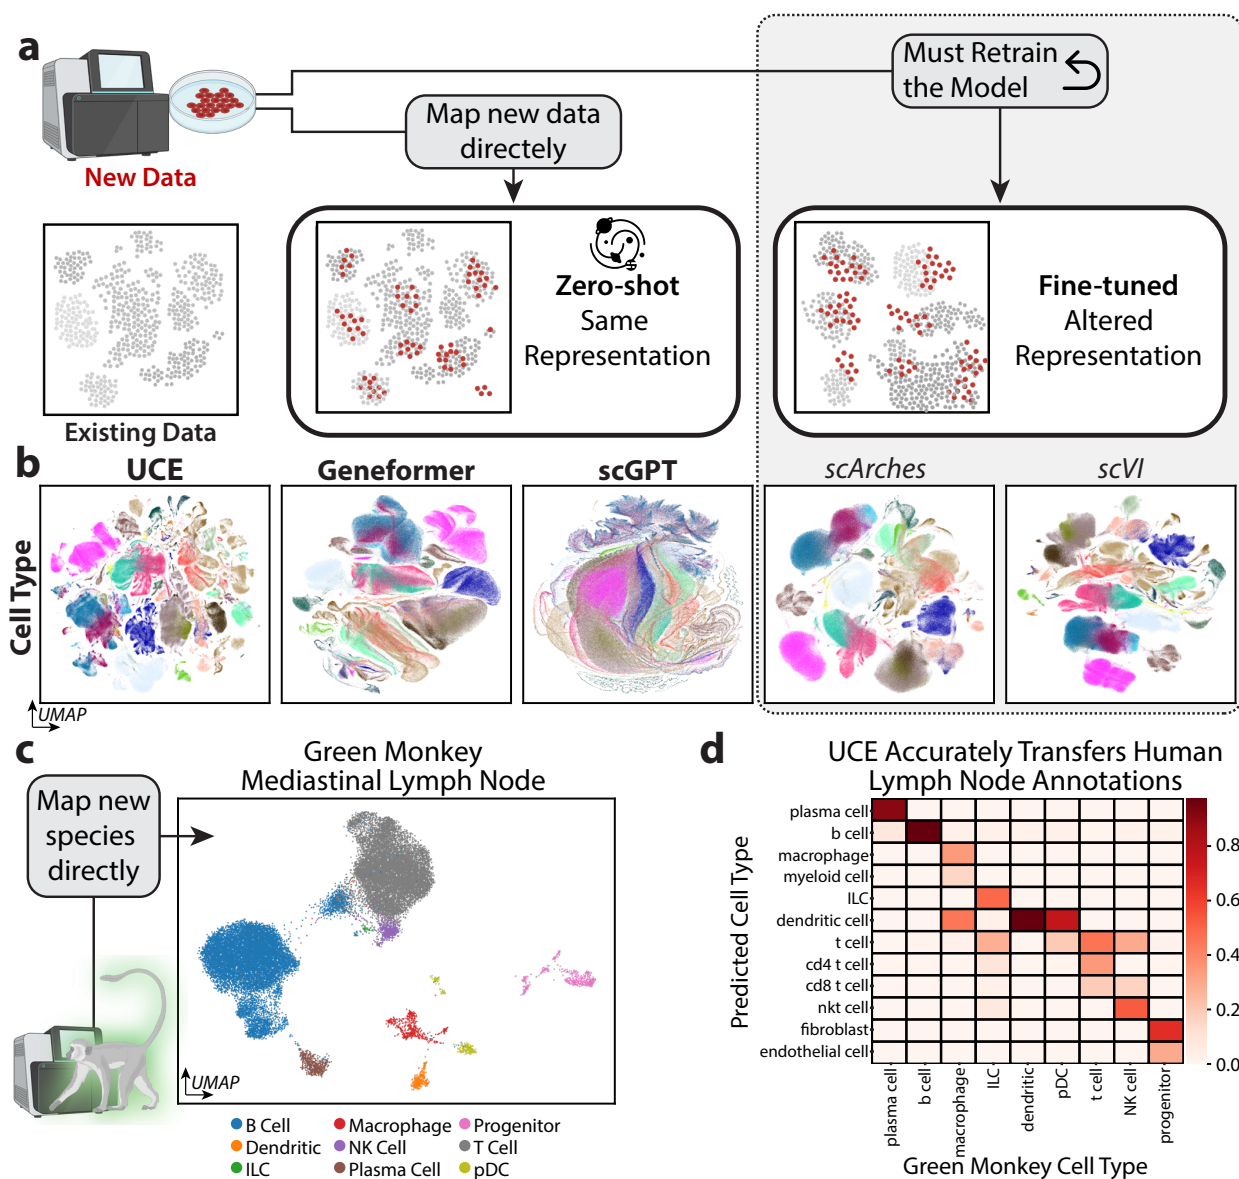 a
New Data
Map new data
directely
Must Retrain
the Model
Existing Data
Zero-shot
Same
Representation
Fine-tuned
Altered
Representation
b
UCE
Geneformer
scGPT
scArches
scVI
Cell Type
UMAP
c
Map new
species
directly
Green Monkey
Mediastinal Lymph Node
UMAP
B Cell
Macrophage
Progenitor
Dendritic
NK Cell
T Cell
ILC
Plasma Cell
pDC
d
UCE Accurately Transfers Human
Lymph Node Annotations
Predicted Cell Type
plasma cell
b cell
macrophage
myeloid cell
ILC
dendritic cell
t cell
cd4 t cell
cd8 t cell
nkt cell
fibroblast
endothelial cell
0.8
0.6
0.4
0.2
0.0
plasma cell
b cell
macrophage
ILC
dendritic
pDC
t cell
NK cell
progenitor
Green Monkey Cell Type